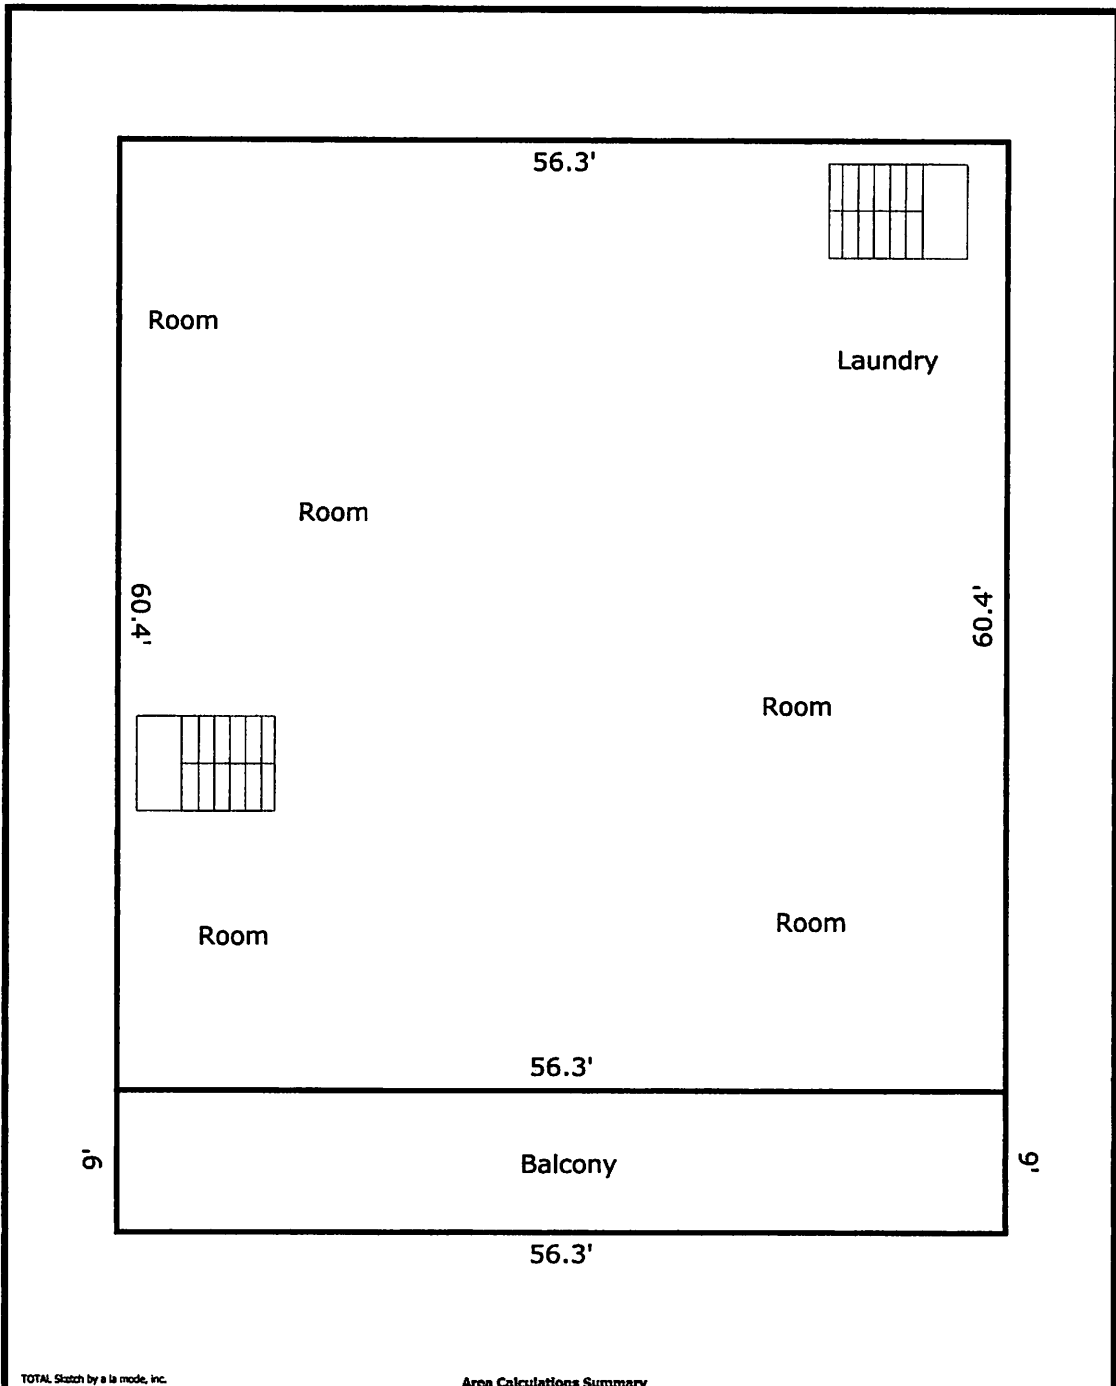 56.3'
Room
Laundry
Room
60.4'
60.4'
Room
Room
Room
56.3'
9'
Balcony
9'
56.3'
TOTAL Sketch by a la mode, inc.
Area Calculations Summary